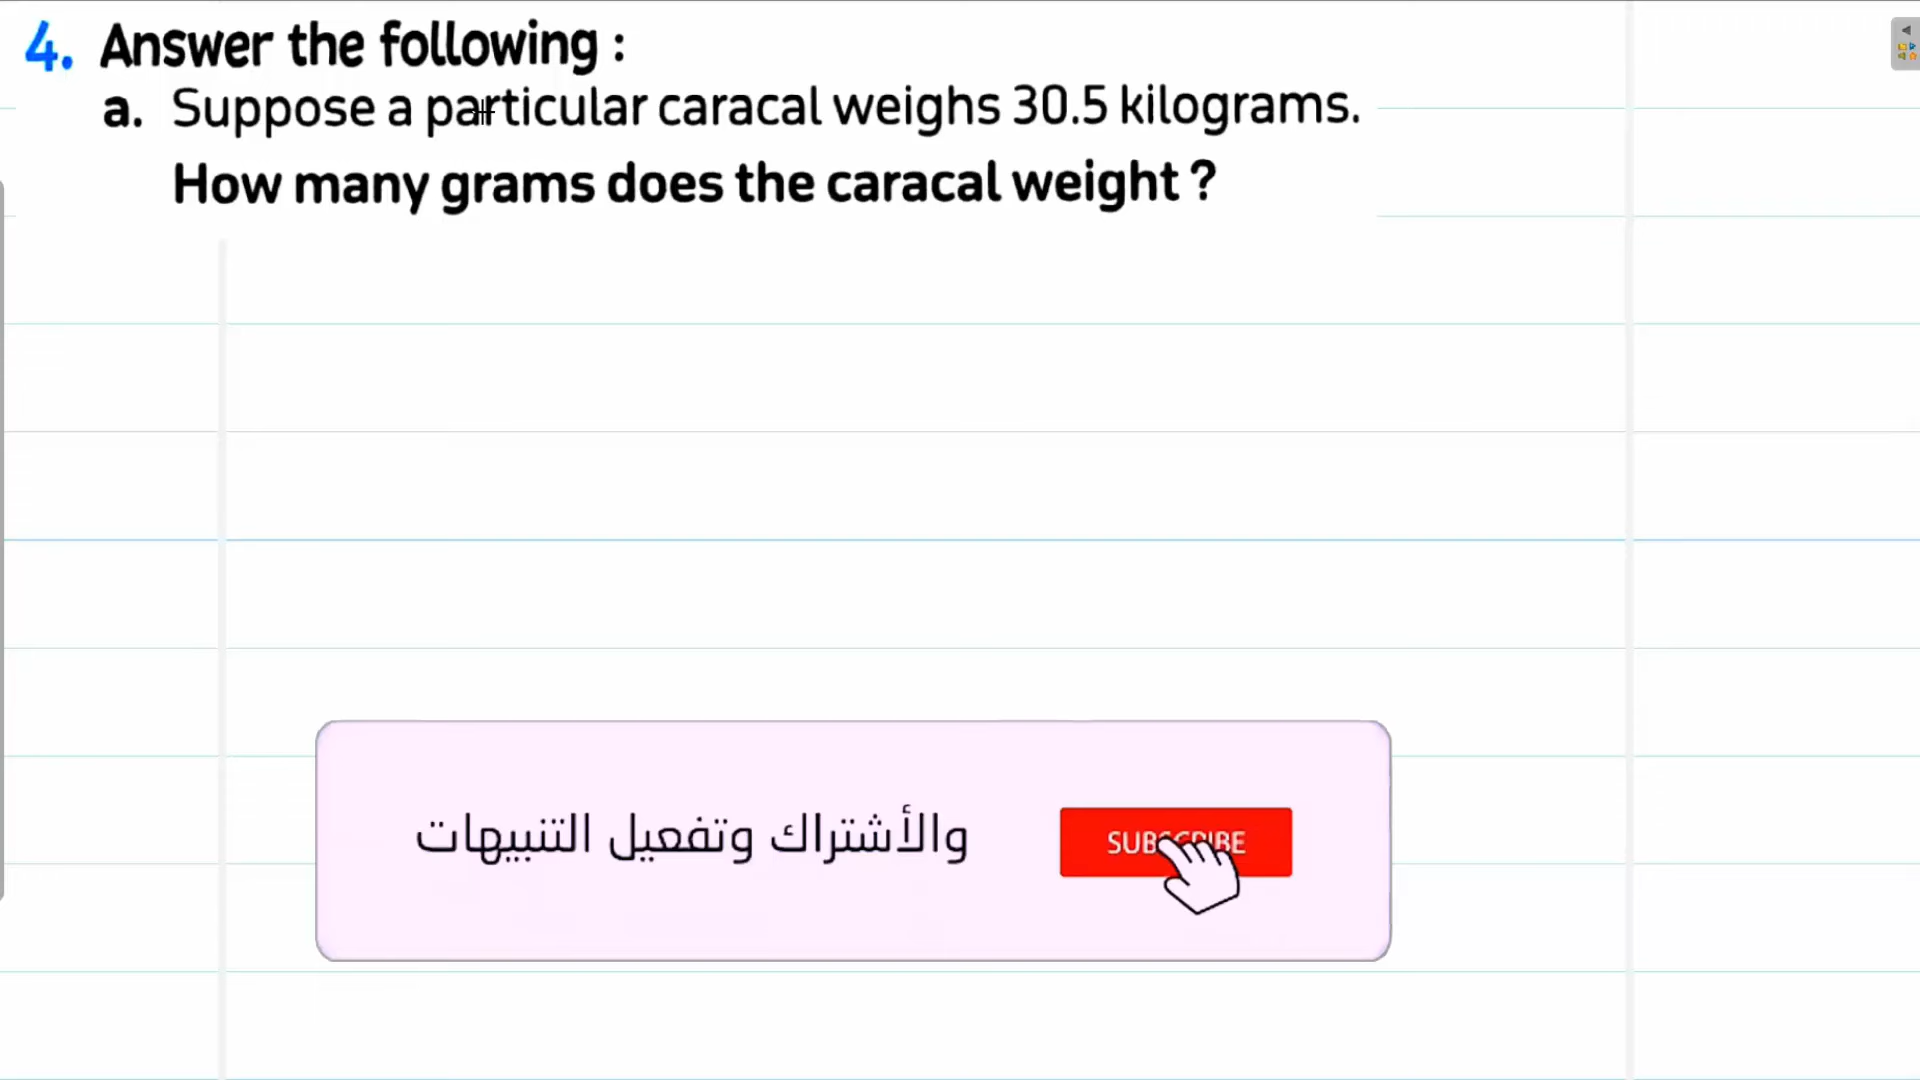 4. Answer the following :
a. Suppose a particular caracal weighs 30.5 kilograms.
How many grams does the caracal weight ?
والأشتراك وتفعيل التنبيهات
SUBSCRIBE